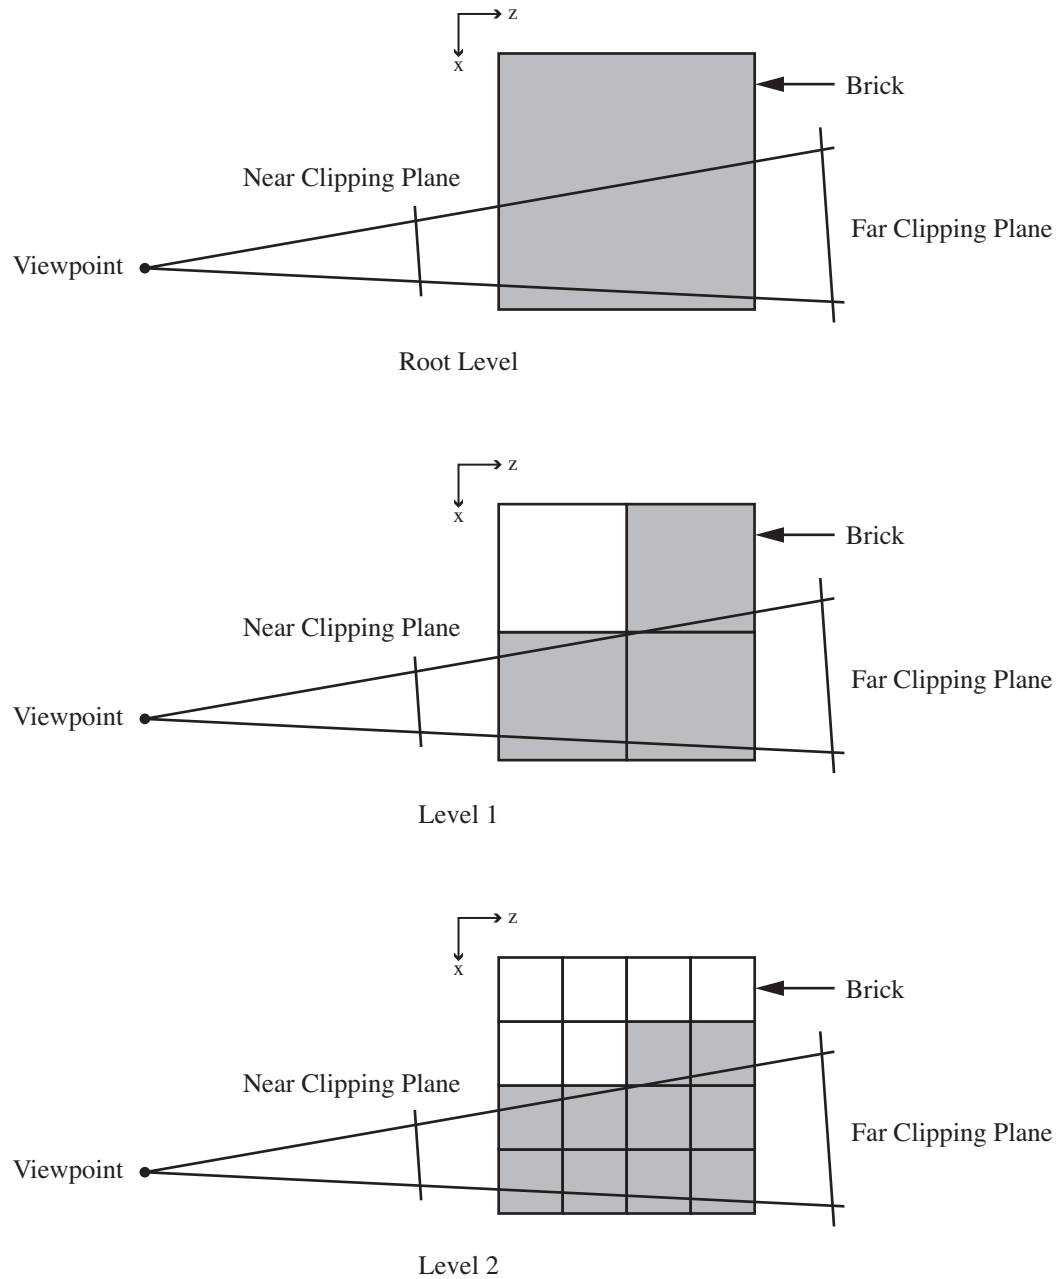 z
x
Brick
Near Clipping Plane
Far Clipping Plane
Viewpoint
Root Level
z
x
Brick
Near Clipping Plane
Far Clipping Plane
Viewpoint
Level 1
z
x
Brick
Near Clipping Plane
Far Clipping Plane
Viewpoint
Level 2